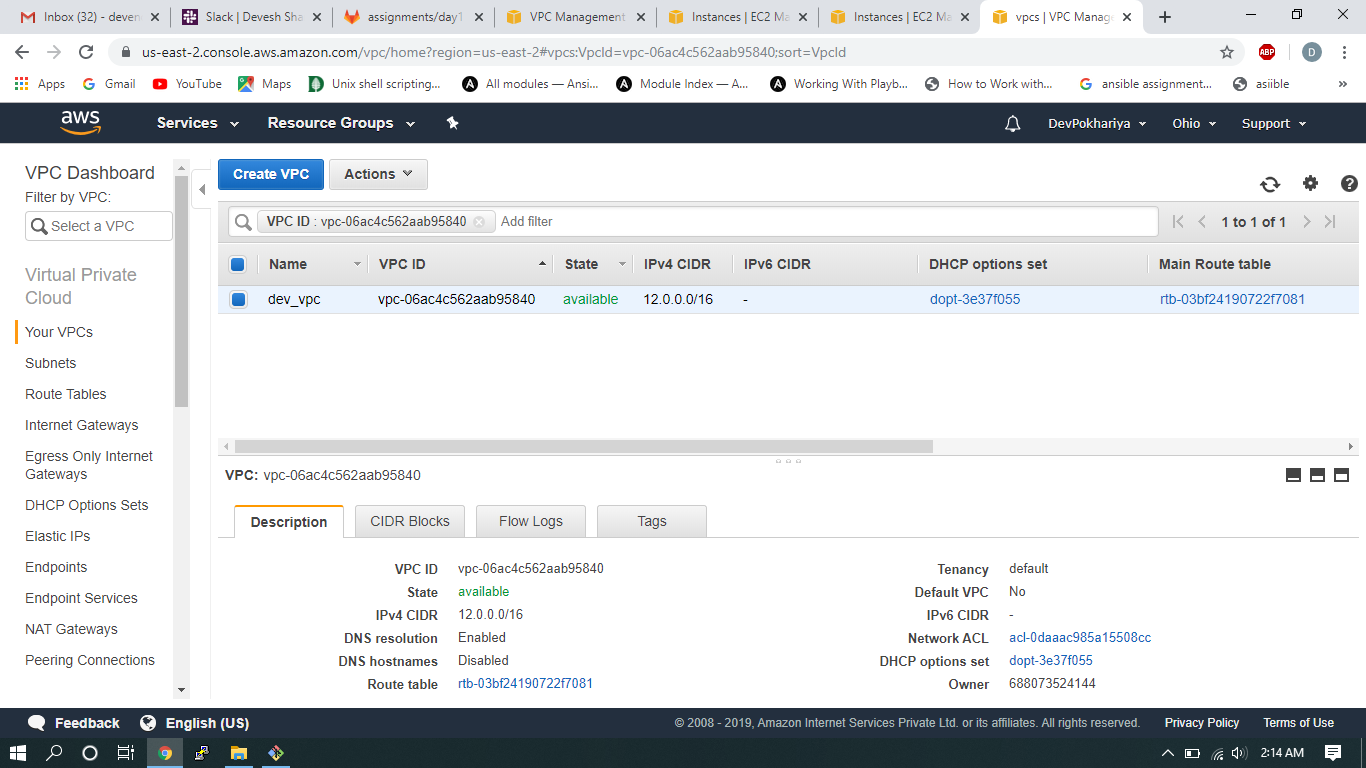 Inbox (32) - deven
Slack | Devesh Sha
assignments/day1
VPC Management
Instances | EC2 Ma
Instances | EC2 Ma
vpcs | VPC Manage
us-east-2.console.aws.amazon.com/vpc/home?region=us-east-2#vpcs:VpcId=vpc-06ac4c562aab95840;sort=VpcId
ABP
D
Apps
Gmail
YouTube
Maps
Unix shell scripting...
All modules — Ansi...
Module Index — A...
Working With Playb...
How to Work with...
ansible assignment...
asiible
»
aws
Services
Resource Groups
DevPokhariya
Ohio
Support
VPC Dashboard
Filter by VPC:
Select a VPC
Virtual Private
Cloud
Your VPCs
Subnets
Route Tables
Internet Gateways
Egress Only Internet
Gateways
DHCP Options Sets
Elastic IPs
Endpoints
Endpoint Services
NAT Gateways
Peering Connections
Create VPC
Actions
VPC ID : vpc-06ac4c562aab95840
Add filter
1 to 1 of 1
Name VPC ID State IPv4 CIDR IPv6 CIDR DHCP options set Main Route table
dev_vpc vpc-06ac4c562aab95840 available 12.0.0.0/16 - dopt-3e37f055 rtb-03bf24190722f7081
VPC: vpc-06ac4c562aab95840
Description
CIDR Blocks
Flow Logs
Tags
VPC ID vpc-06ac4c562aab95840
State available
IPv4 CIDR 12.0.0.0/16
DNS resolution Enabled
DNS hostnames Disabled
Route table rtb-03bf24190722f7081
Tenancy default
Default VPC No
IPv6 CIDR -
Network ACL acl-0daaac985a15508cc
DHCP options set dopt-3e37f055
Owner 688073524144
Feedback
English (US)
© 2008 - 2019, Amazon Internet Services Private Ltd. or its affiliates. All rights reserved.
Privacy Policy
Terms of Use
2:14 AM